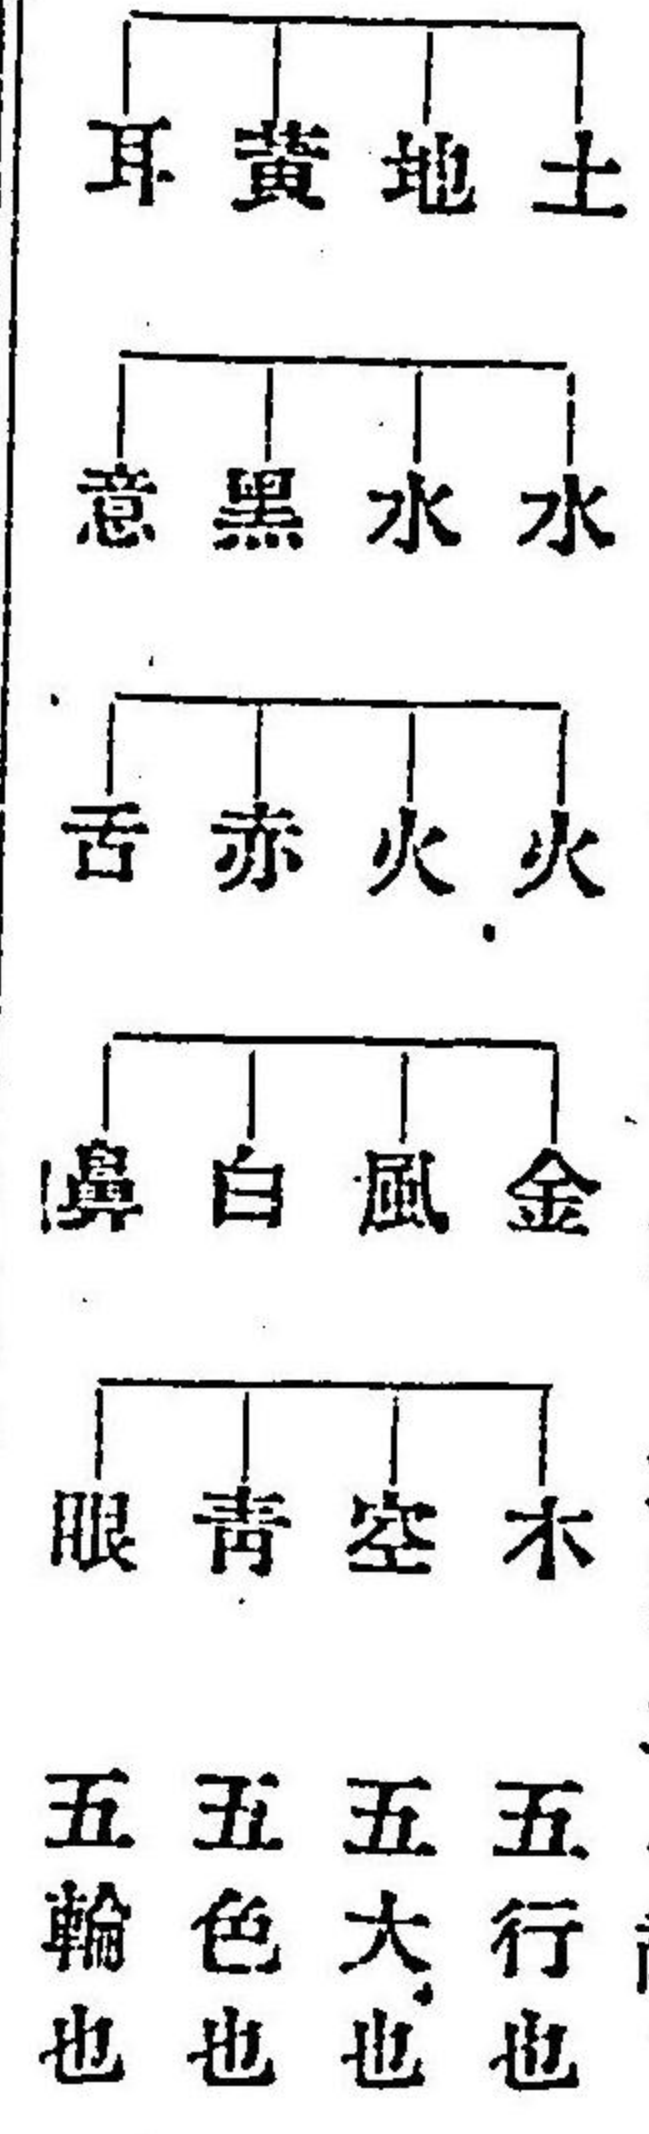 土 水 火 金 木 五行也
地 水 火 風 空 五大也
黃 黑 赤 白 靑 五色也
耳 意 舌 鼻 眼 五輪也